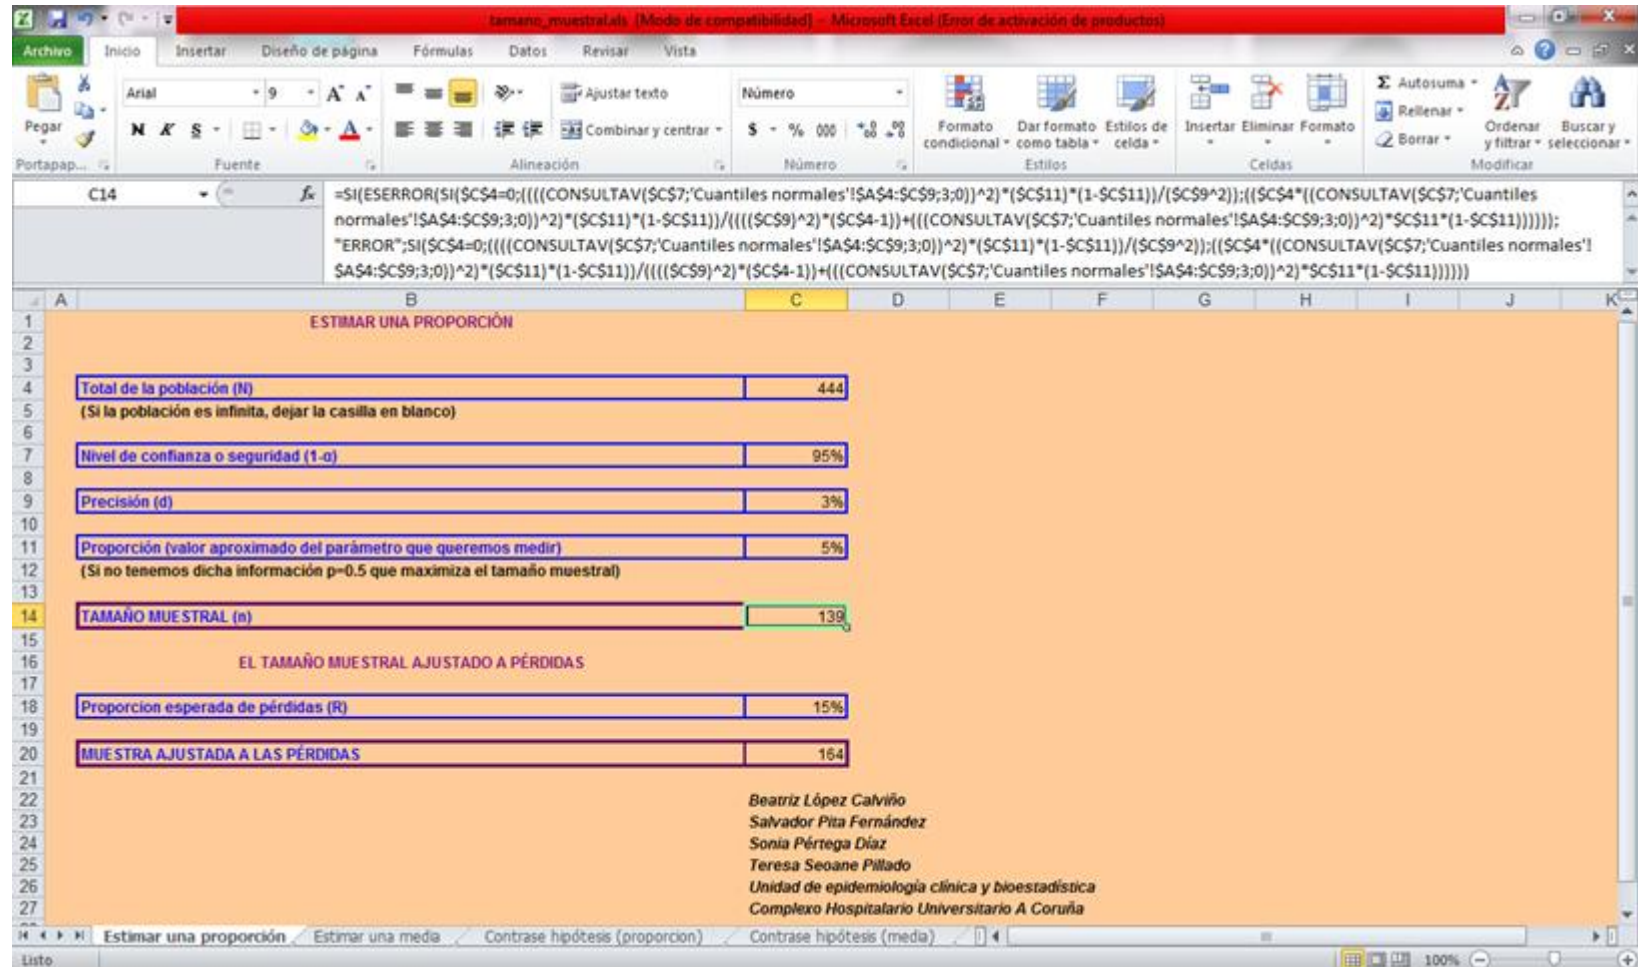 tamano_muestral.xls [Modo de compatibilidad] - Microsoft Excel (Error de activación de productos)
Archivo Inicio Insertar Diseño de página Fórmulas Datos Revisar Vista
Pegar
Arial 9
N K S
Ajustar texto
Combinar y centrar
Número
$ % 000
Formato condicional
Dar formato como tabla
Estilos de celda
Insertar Eliminar Formato
Autosuma
Rellenar
Borrar
Ordenar y filtrar
Buscar y seleccionar
Portapap... Fuente Alineación Número Estilos Celdas Modificar
C14
fx
=SI(ESERROR(SI($C$4=0;((((CONSULTAV($C$7;'Cuantiles normales'!$A$4:$C$9;3;0))^2)*($C$11)*(1-$C$11))/($C$9^2));(($C$4*((CONSULTAV($C$7;'Cuantiles
normales'!$A$4:$C$9;3;0))^2)*($C$11)*(1-$C$11))/(((($C$9)^2)*($C$4-1))+(((CONSULTAV($C$7;'Cuantiles normales'!$A$4:$C$9;3;0))^2)*$C$11*(1-$C$11))))));
"ERROR";SI($C$4=0;((((CONSULTAV($C$7;'Cuantiles normales'!$A$4:$C$9;3;0))^2)*($C$11)*(1-$C$11))/($C$9^2));(($C$4*((CONSULTAV($C$7;'Cuantiles normales'!
$A$4:$C$9;3;0))^2)*($C$11)*(1-$C$11))/(((($C$9)^2)*($C$4-1))+(((CONSULTAV($C$7;'Cuantiles normales'!$A$4:$C$9;3;0))^2)*$C$11*(1-$C$11))))))
A B C D E F G H I J K
1 ESTIMAR UNA PROPORCIÓN
2
3
4 Total de la población (N) 444
5 (Si la población es infinita, dejar la casilla en blanco)
6
7 Nivel de confianza o seguridad (1-α) 95%
8
9 Precisión (d) 3%
10
11 Proporción (valor aproximado del parámetro que queremos medir) 5%
12 (Si no tenemos dicha información p=0.5 que maximiza el tamaño muestral)
13
14 TAMAÑO MUESTRAL (n) 139
15
16 EL TAMAÑO MUESTRAL AJUSTADO A PÉRDIDAS
17
18 Proporcion esperada de pérdidas (R) 15%
19
20 MUESTRA AJUSTADA A LAS PÉRDIDAS 164
21
22 Beatriz López Calviño
23 Salvador Pita Fernández
24 Sonia Pértega Díaz
25 Teresa Seoane Pillado
26 Unidad de epidemiología clínica y bioestadística
27 Complexo Hospitalario Universitario A Coruña
Estimar una proporción Estimar una media Contrase hipótesis (proporcion) Contrase hipótesis (media)
Listo 100%